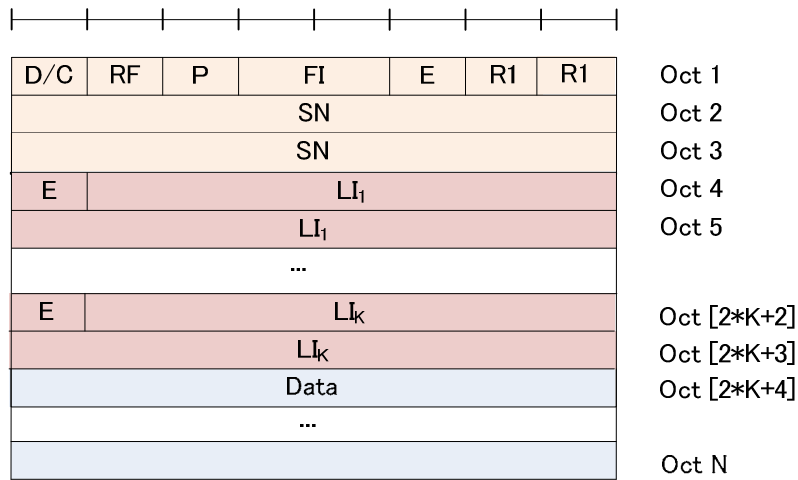 D/C RF P FI E R1 R1 Oct 1
SN Oct 2
SN Oct 3
E LI₁ Oct 4
LI₁ Oct 5
...
E LIK Oct [2*K+2]
LIK Oct [2*K+3]
Data Oct [2*K+4]
...
Oct N